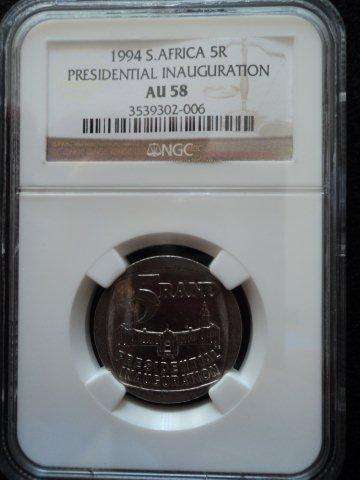 1994 S.AFRICA 5R
PRESIDENTIAL INAUGURATION
AU 58
3539302-006
NGC
5 RAND
PRESIDENTIAL
INAUGURATION